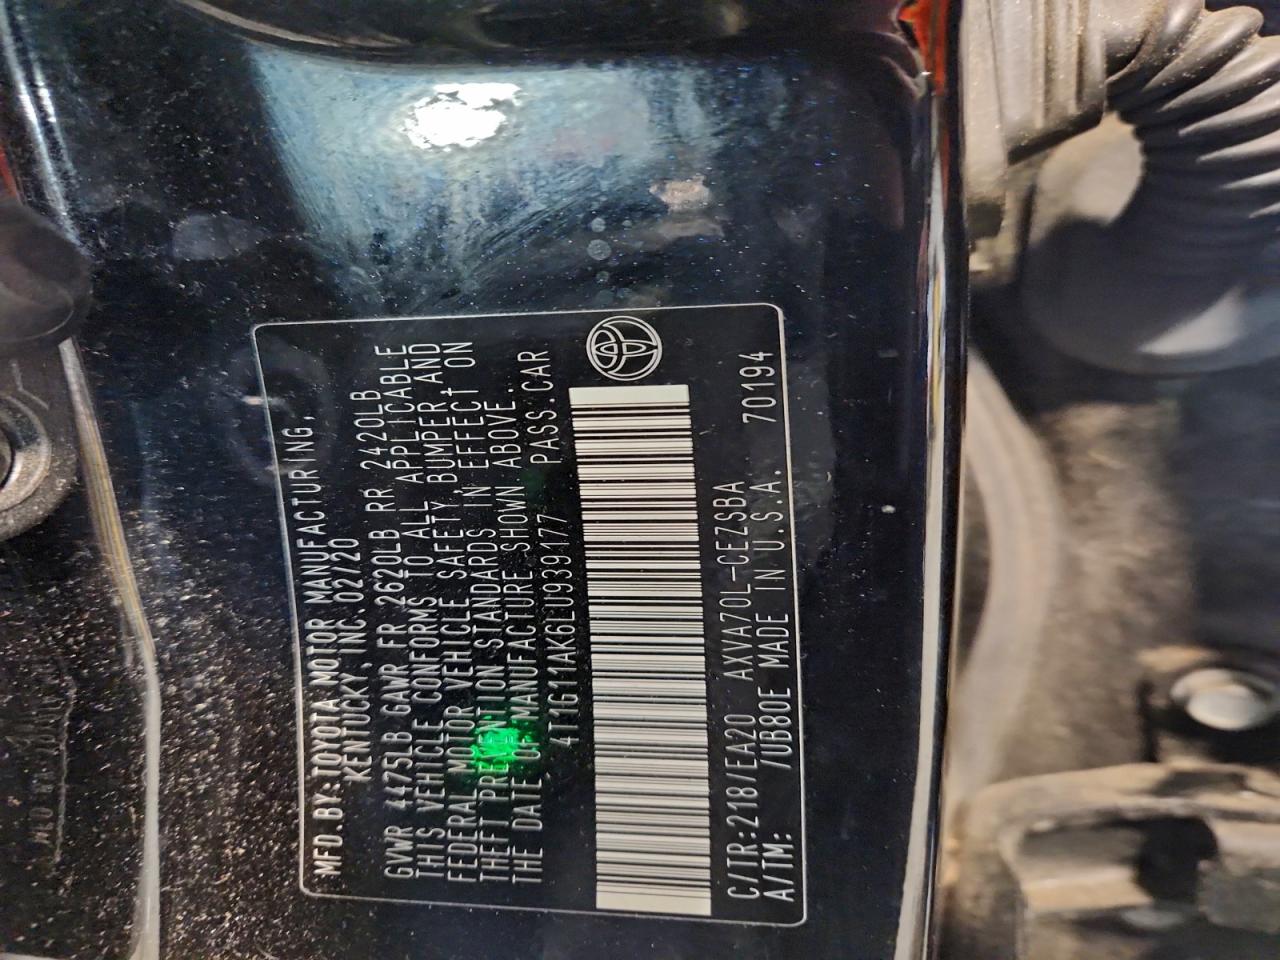 MFD.BY:TOYOTA MOTOR MANUFACTURING,
KENTUCKY, INC.02/20
GVWR 4475LB GAWR FR 2620LB RR 2420LB
THIS VEHICLE CONFORMS TO ALL APPLICABLE
FEDERAL MOTOR VEHICLE SAFETY, BUMPER, AND
THEFT PREVENTION STANDARDS IN EFFECT ON
THE DATE OF MANUFACTURE SHOWN ABOVE.
4T1G11AK6LU939177 PASS.CAR
C/TR:218/EA20 AXVA70L-CEZSBA
A/TM: /UB80E MADE IN U.S.A. 70194